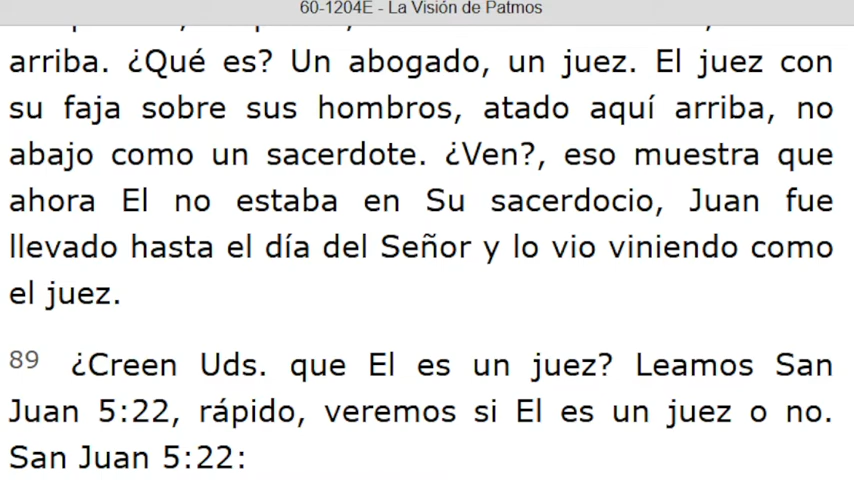 60-1204E - La Visión de Patmos
arriba. ¿Qué es? Un abogado, un juez. El juez con
su faja sobre sus hombros, atado aquí arriba, no
abajo como un sacerdote. ¿Ven?, eso muestra que
ahora El no estaba en Su sacerdocio, Juan fue
llevado hasta el día del Señor y lo vio viniendo como
el juez.
89 ¿Creen Uds. que El es un juez? Leamos San
Juan 5:22, rápido, veremos si El es un juez o no.
San Juan 5:22: